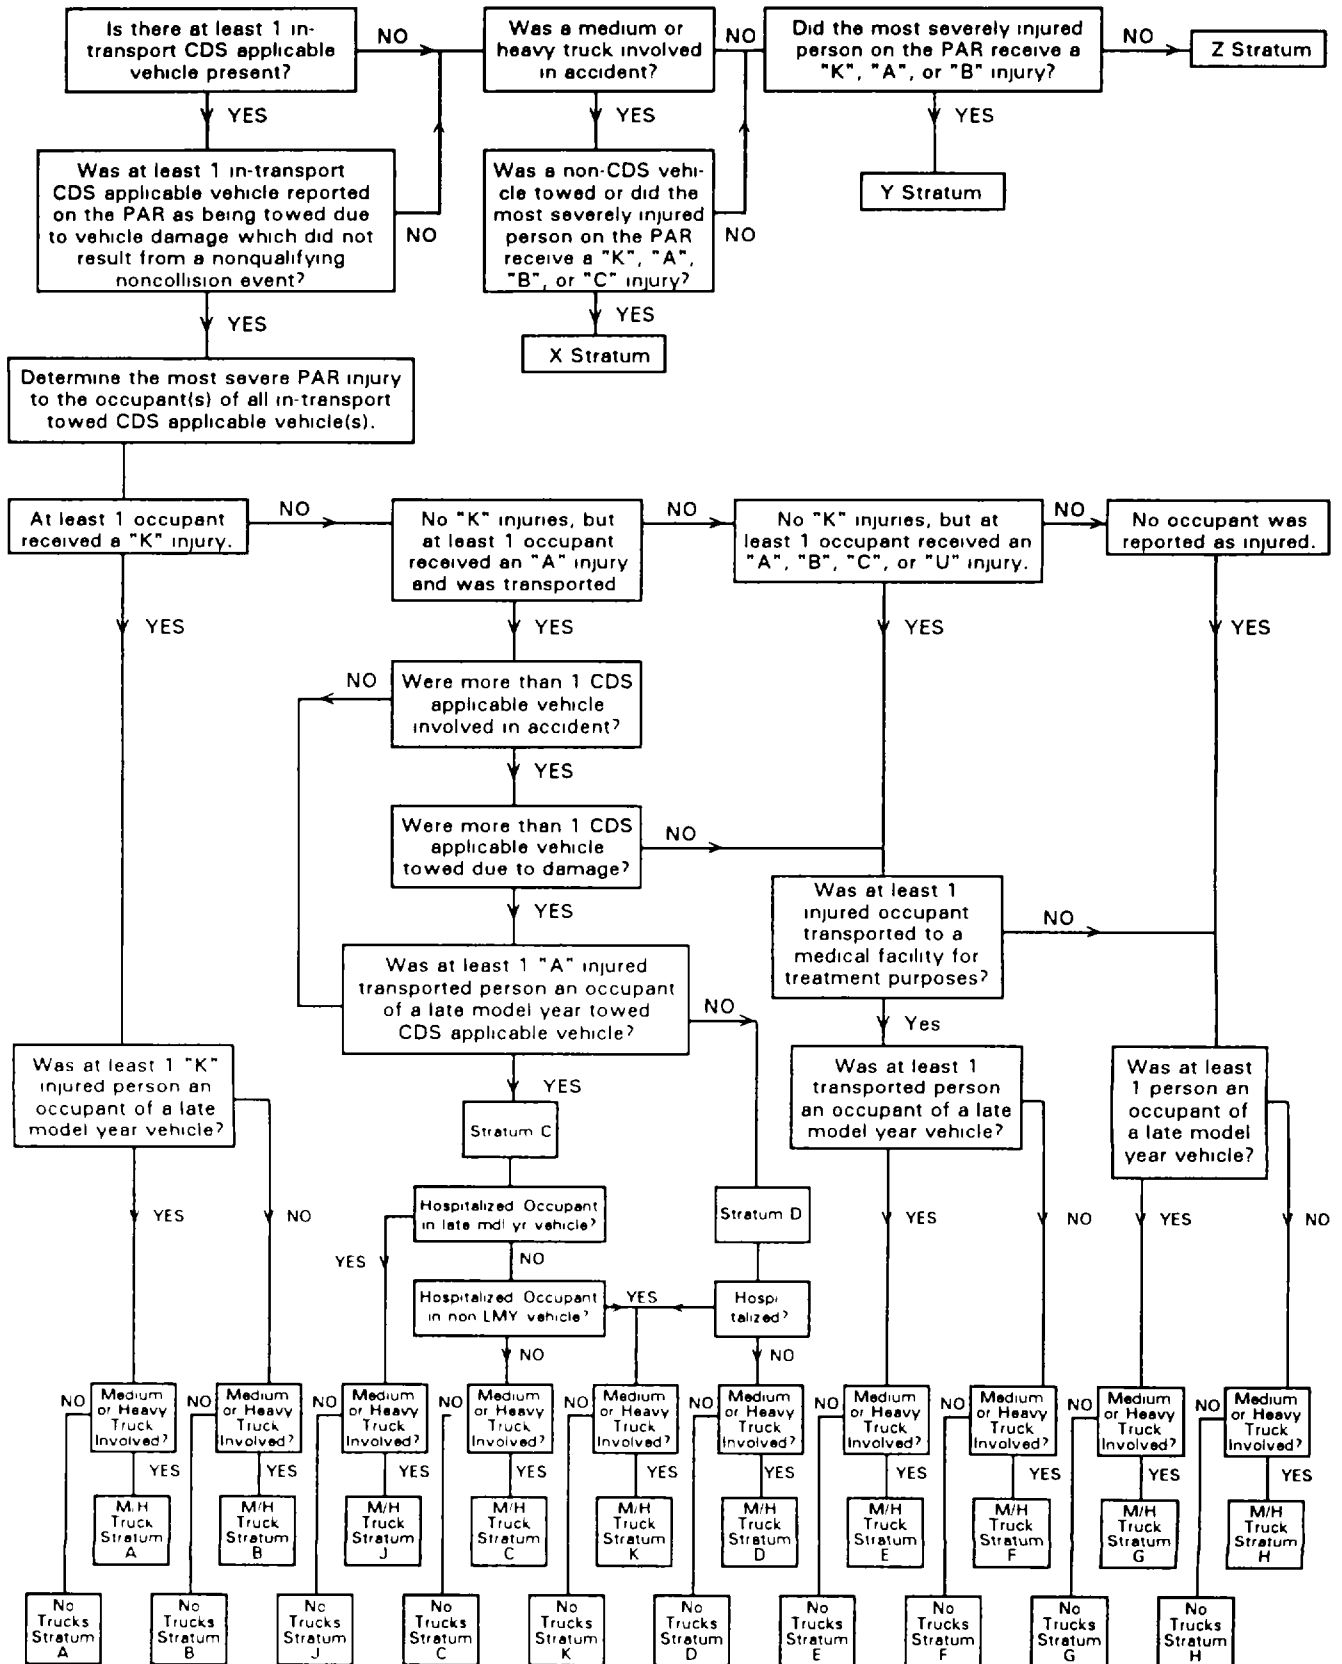 Is there at least 1 in-
transport CDS applicable
vehicle present?
NO
Was a medium or
heavy truck involved
in accident?
NO
Did the most severely injured
person on the PAR receive a
"K", "A", or "B" injury?
NO
Z Stratum
YES
YES
YES
Was at least 1 in-transport
CDS applicable vehicle reported
on the PAR as being towed due
to vehicle damage which did not
result from a nonqualifying
noncollision event?
NO
Was a non-CDS vehi-
cle towed or did the
most severely injured
person on the PAR
receive a "K", "A",
"B", or "C" injury?
NO
Y Stratum
YES
YES
X Stratum
Determine the most severe PAR injury
to the occupant(s) of all in-transport
towed CDS applicable vehicle(s).
At least 1 occupant
received a "K" injury.
NO
No "K" injuries, but
at least 1 occupant
received an "A" injury
and was transported
NO
No "K" injuries, but at
least 1 occupant received an
"A", "B", "C", or "U" injury.
NO
No occupant was
reported as injured.
YES
YES
YES
YES
NO
Were more than 1 CDS
applicable vehicle
involved in accident?
YES
Were more than 1 CDS
applicable vehicle
towed due to damage?
NO
YES
Was at least 1
injured occupant
transported to a
medical facility for
treatment purposes?
NO
Was at least 1 "A" injured
transported person an occupant
of a late model year towed
CDS applicable vehicle?
NO
Yes
Was at least 1 "K"
injured person an
occupant of a late
model year vehicle?
YES
Was at least 1
transported person
an occupant of a late
model year vehicle?
Was at least
1 person an
occupant of
a late model
year vehicle?
Stratum C
Hospitalized Occupant
in late mdl yr vehicle?
Stratum D
YES
NO
YES
NO
YES
NO
YES
NO
Hospitalized Occupant
in non LMY vehicle?
YES
Hospi
talized?
NO
NO
NO
Medium
or Heavy
Truck
Involved?
NO
Medium
or Heavy
Truck
Involved?
NO
Medium
or Heavy
Truck
Involved?
NO
Medium
or Heavy
Truck
Involved?
NO
Medium
or Heavy
Truck
Involved?
NO
Medium
or Heavy
Truck
Involved?
NO
Medium
or Heavy
Truck
Involved?
NO
Medium
or Heavy
Truck
Involved?
NO
Medium
or Heavy
Truck
Involved?
NO
Medium
or Heavy
Truck
Involved?
YES
YES
YES
YES
YES
YES
YES
YES
YES
YES
M/H
Truck
Stratum
A
M/H
Truck
Stratum
B
M/H
Truck
Stratum
J
M/H
Truck
Stratum
C
M/H
Truck
Stratum
K
M/H
Truck
Stratum
D
M/H
Truck
Stratum
E
M/H
Truck
Stratum
F
M/H
Truck
Stratum
G
M/H
Truck
Stratum
H
No
Trucks
Stratum
A
No
Trucks
Stratum
B
No
Trucks
Stratum
J
No
Trucks
Stratum
C
No
Trucks
Stratum
K
No
Trucks
Stratum
D
No
Trucks
Stratum
E
No
Trucks
Stratum
F
No
Trucks
Stratum
G
No
Trucks
Stratum
H